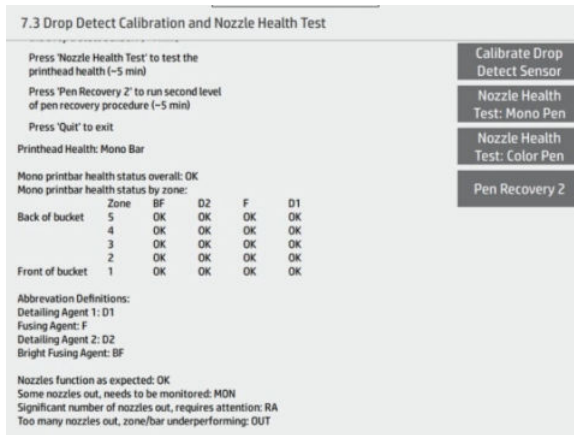 7.3 Drop Detect Calibration and Nozzle Health Test
Press 'Nozzle Health Test' to test the
printhead health (~5 min)
Press 'Pen Recovery 2' to run second level
of pen recovery procedure (~5 min)
Press 'Quit' to exit
Printhead Health: Mono Bar
Mono printbar health status overall: OK
Mono printbar health status by zone:
Zone BF D2 F D1
Back of bucket 5 OK OK OK OK
4 OK OK OK OK
3 OK OK OK OK
2 OK OK OK OK
Front of bucket 1 OK OK OK OK
Abbrevation Definitions:
Detailing Agent 1: D1
Fusing Agent: F
Detailing Agent 2: D2
Bright Fusing Agent: BF
Nozzles function as expected: OK
Some nozzles out, needs to be monitored: MON
Significant number of nozzles out, requires attention: RA
Too many nozzles out, zone/bar underperforming: OUT
Calibrate Drop
Detect Sensor
Nozzle Health
Test: Mono Pen
Nozzle Health
Test: Color Pen
Pen Recovery 2